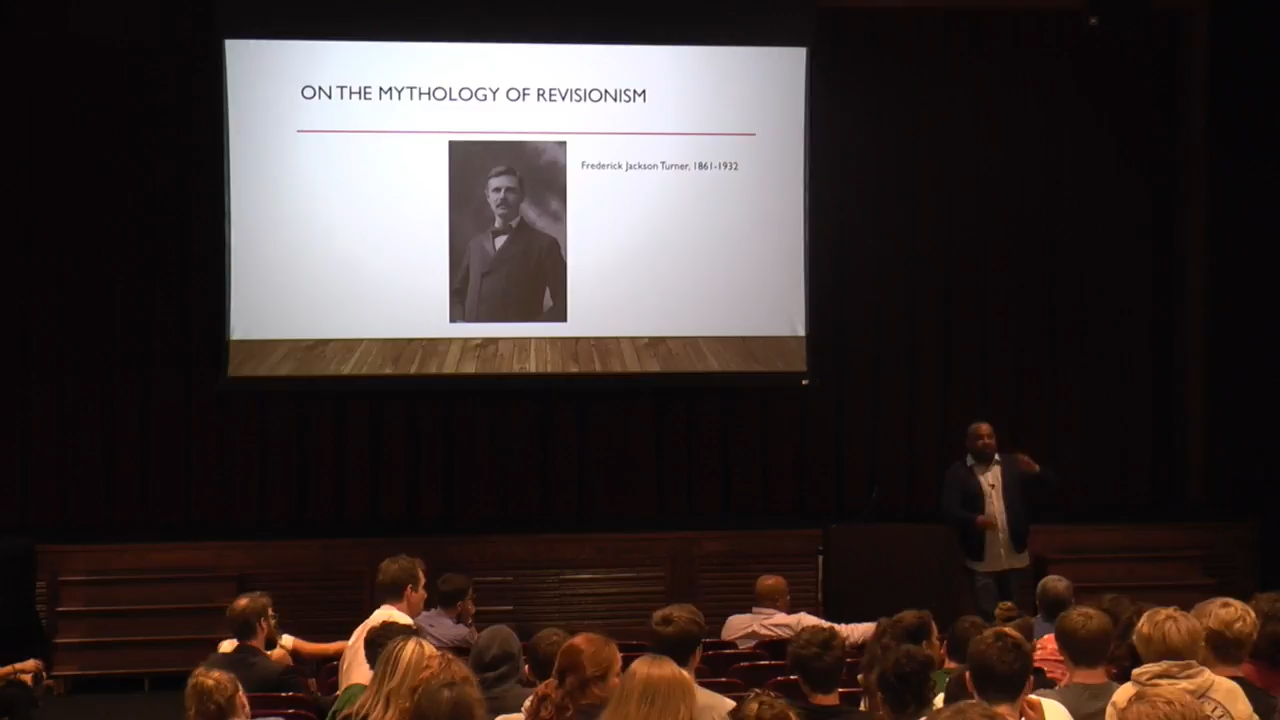 ON THE MYTHOLOGY OF REVISIONISM
Frederick Jackson Turner, 1861-1932